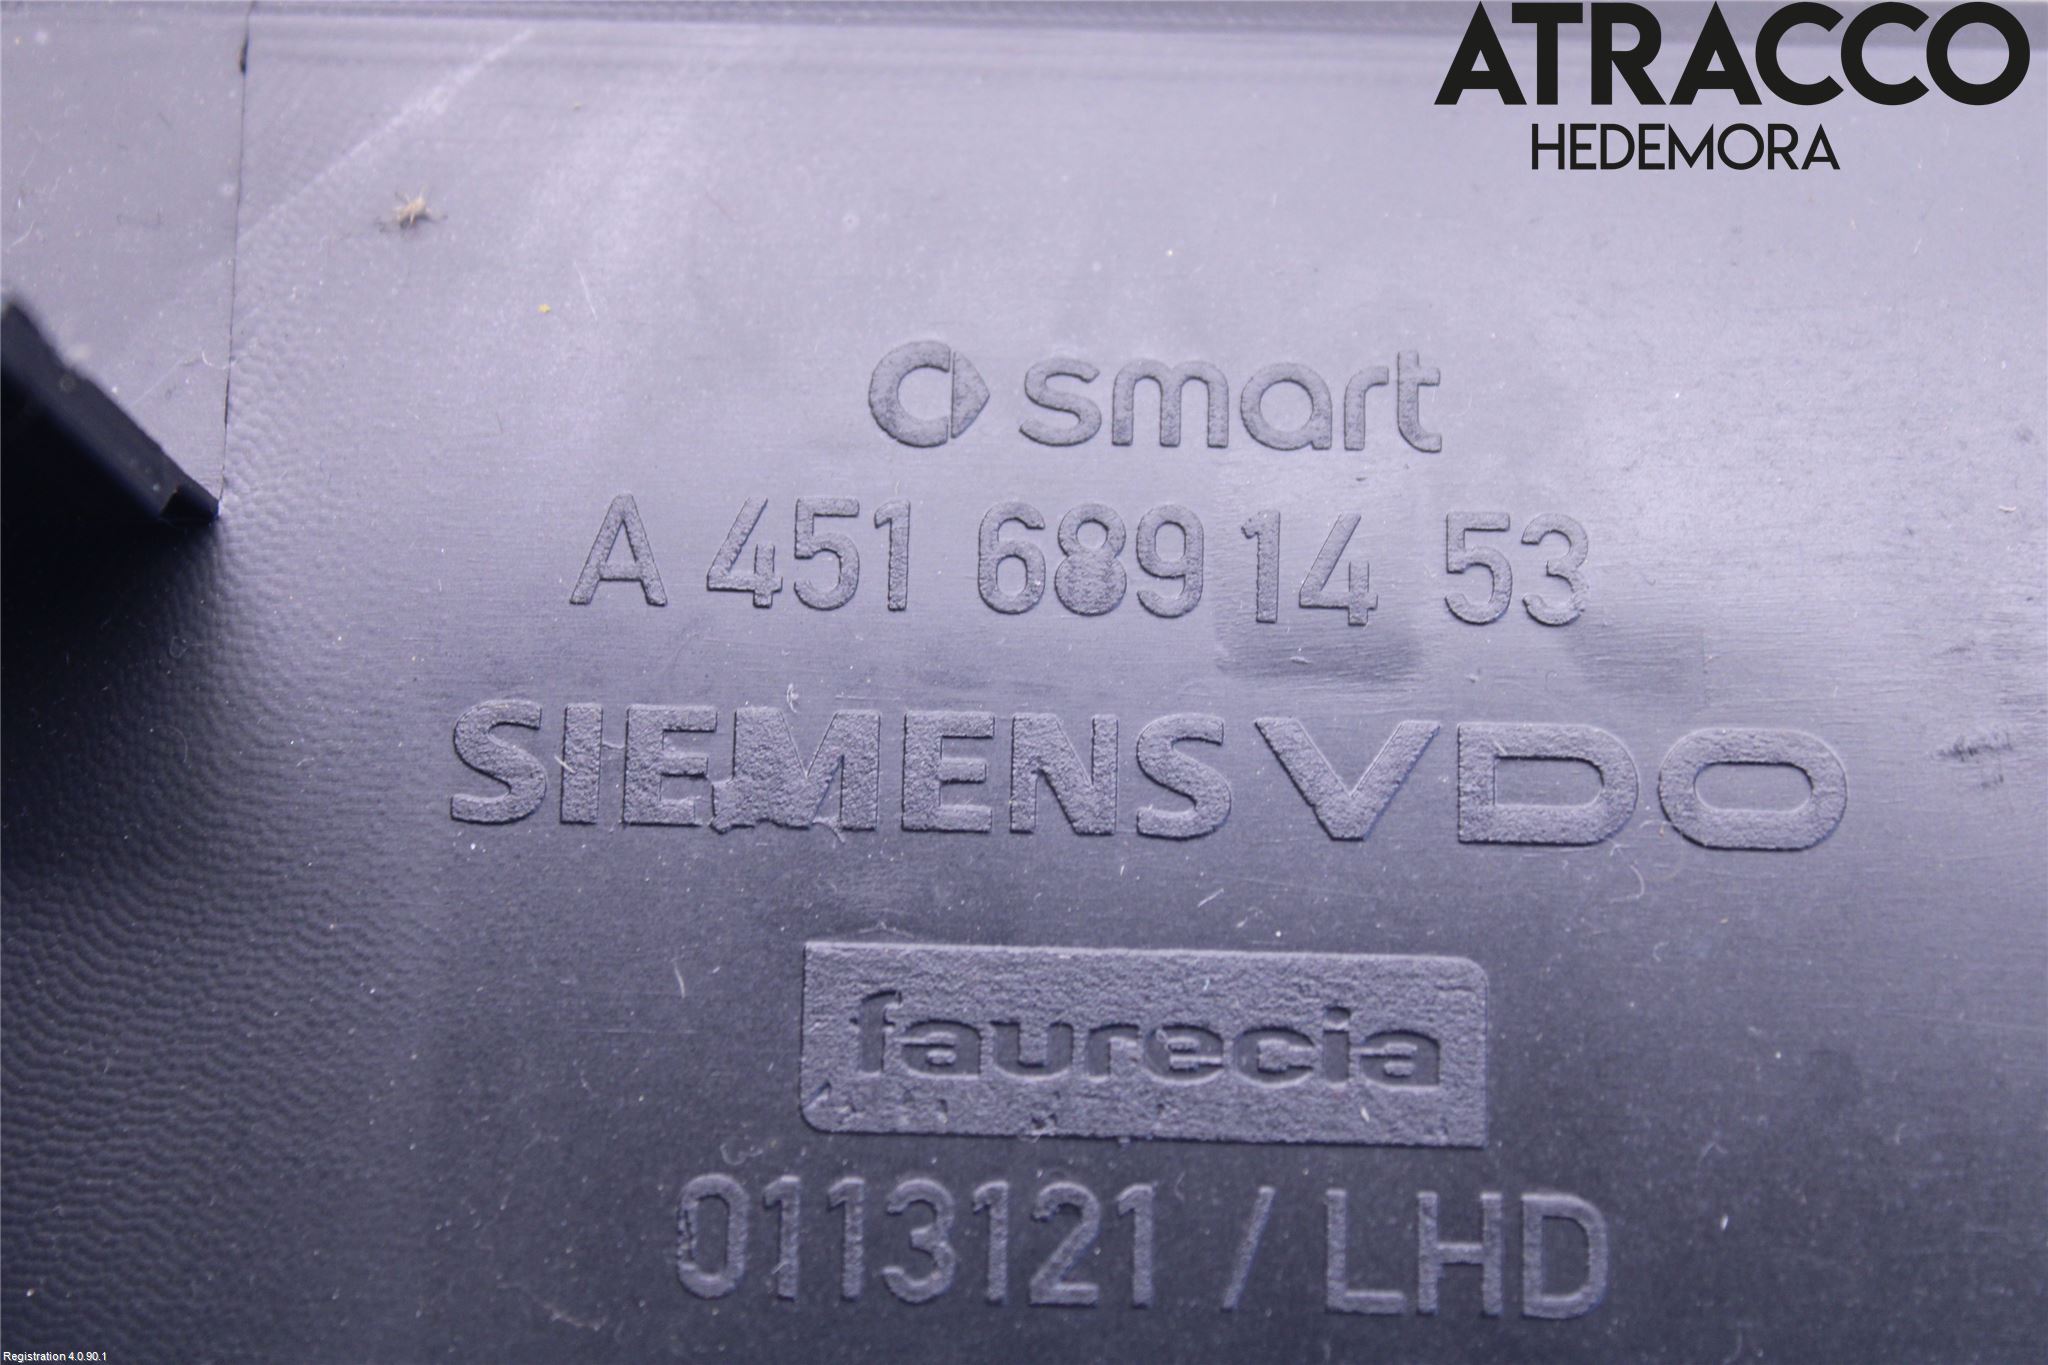 ATRACCO
HEDEMORA
smart
A 451 689 14 53
SIEMENS VDO
faurecia
0113121 / LHD
Registration 4.0.90.1